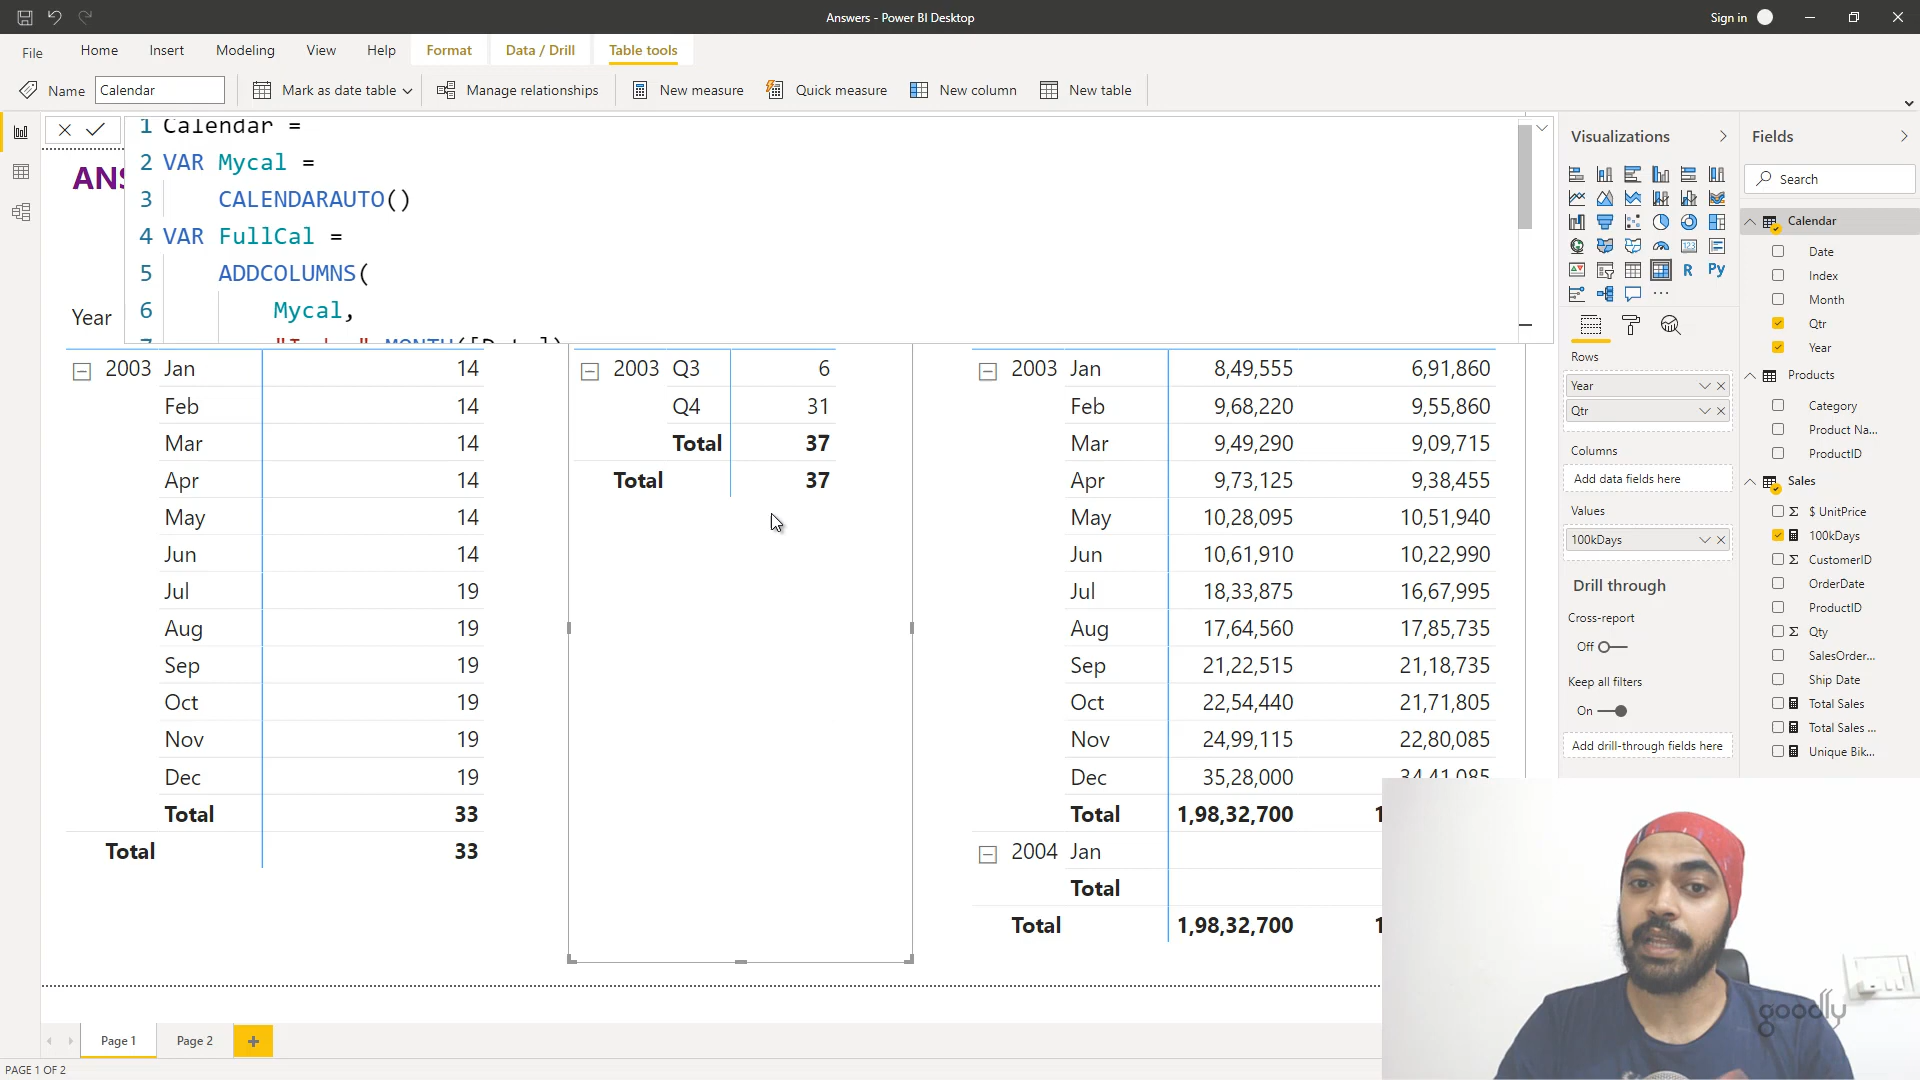 Answers - Power BI Desktop
Sign in
File
Home
Insert
Modeling
View
Help
Format
Data / Drill
Table tools
Name
Calendar
Mark as date table
Manage relationships
New measure
Quick measure
New column
New table
1 Calendar =
2 VAR Mycal =
3 CALENDARAUTO()
4 VAR FullCal =
5 ADDCOLUMNS(
6 Mycal,
Year
2003 Jan 14
Feb 14
Mar 14
Apr 14
May 14
Jun 14
Jul 19
Aug 19
Sep 19
Oct 19
Nov 19
Dec 19
Total 33
Total 33
2003 Q3 6
Q4 31
Total 37
Total 37
2003 Jan 8,49,555 6,91,860
Feb 9,68,220 9,55,860
Mar 9,49,290 9,09,715
Apr 9,73,125 9,38,455
May 10,28,095 10,51,940
Jun 10,61,910 10,22,990
Jul 18,33,875 16,67,995
Aug 17,64,560 17,85,735
Sep 21,22,515 21,18,735
Oct 22,54,440 21,71,805
Nov 24,99,115 22,80,085
Dec 35,28,000 34,41,085
Total 1,98,32,700 1
2004 Jan
Total
Total 1,98,32,700 1
Visualizations
R
Py
123
Rows
Year
Qtr
Columns
Add data fields here
Values
100kDays
Drill through
Cross-report
Off
Keep all filters
On
Add drill-through fields here
Fields
Search
Calendar
Date
Index
Month
Qtr
Year
Products
Category
Product Na...
ProductID
Sales
$ UnitPrice
100kDays
CustomerID
OrderDate
ProductID
Qty
SalesOrder...
Ship Date
Total Sales
Total Sales ...
Unique Bik...
goodly
Page 1
Page 2
PAGE 1 OF 2